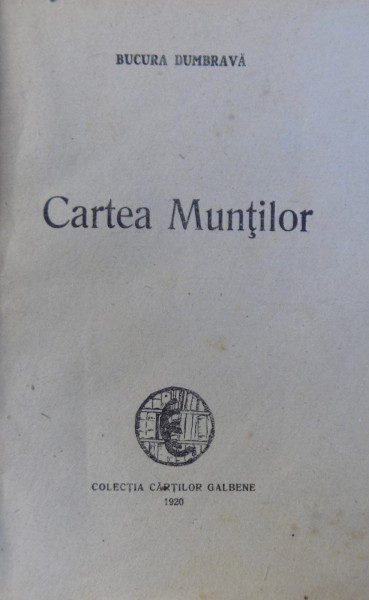 BUCURA DUMBRAVĂ
Cartea Munţilor
COLECŢIA CĂRŢILOR GALBENE
1920